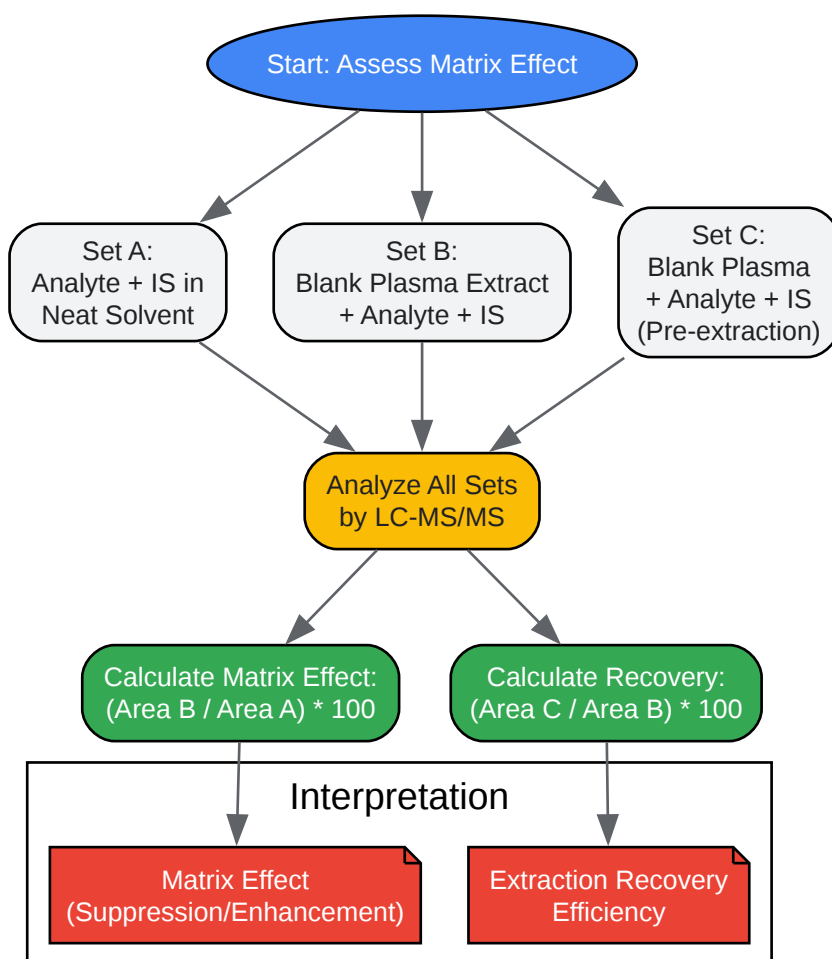 Start: Assess Matrix Effect
Set A:
Analyte + IS in
Neat Solvent
Set B:
Blank Plasma Extract
+ Analyte + IS
Set C:
Blank Plasma
+ Analyte + IS
(Pre-extraction)
Analyze All Sets
by LC-MS/MS
Calculate Matrix Effect:
(Area B / Area A) * 100
Calculate Recovery:
(Area C / Area B) * 100
Interpretation
Matrix Effect
(Suppression/Enhancement)
Extraction Recovery
Efficiency